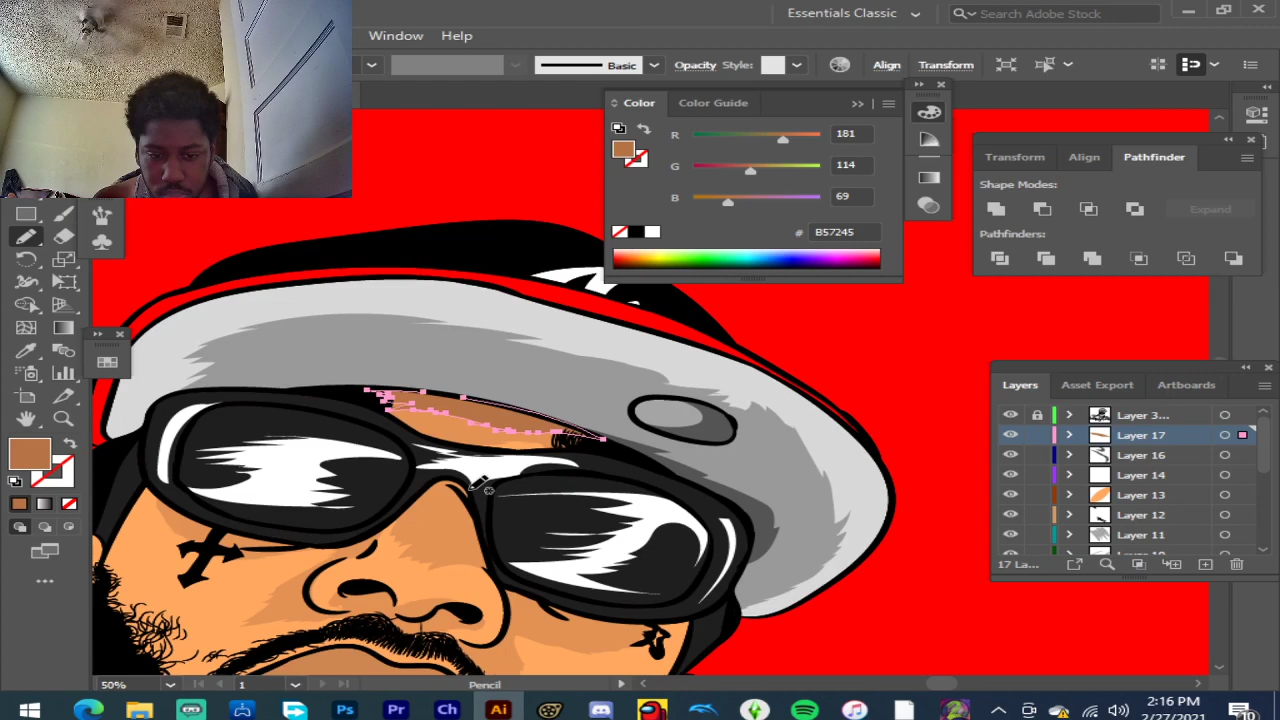 Essentials Classic
Search Adobe Stock
Window Help
Basic Opacity Style: Align Transform
Color Color Guide
R 181
G 114
B 69
# B57245
Transform Align Pathfinder
Shape Modes:
Expand
Pathfinders:
Layers Asset Export Artboards
Layer 3...
Layer 17
Layer 16
Layer 14
Layer 13
Layer 12
Layer 11
17 La...
50% 1 Pencil
Ps Pr Ch Ai
2:16 PM
2/27/2021